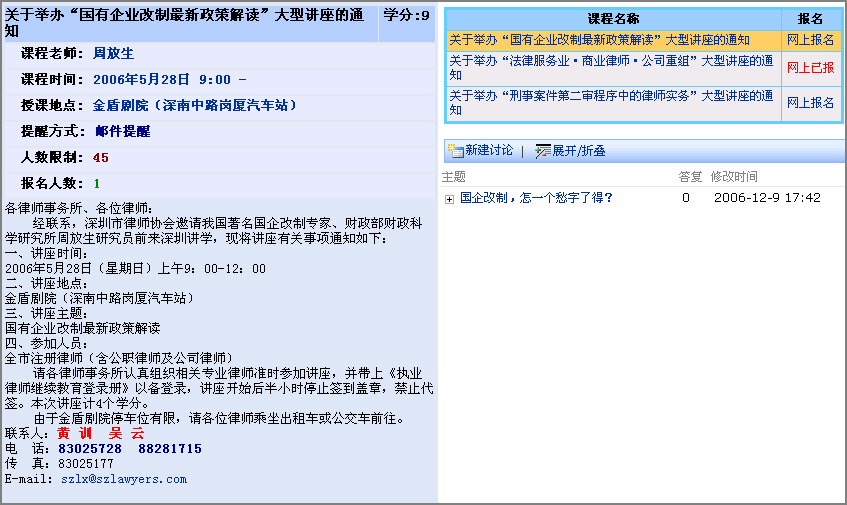 关于举办“国有企业改制最新政策解读”大型讲座的通知 学分:9
课程老师: 周放生
课程时间: 2006年5月28日 9:00 -
授课地点: 金盾剧院（深南中路岗厦汽车站）
提醒方式: 邮件提醒
人数限制: 45
报名人数: 1
各律师事务所、各位律师:
经联系，深圳市律师协会邀请我国著名国企改制专家、财政部财政科
学研究所周放生研究员前来深圳讲学，现将讲座有关事项通知如下:
一、讲座时间:
2006年5月28日（星期日）上午9：00-12：00
二、讲座地点:
金盾剧院（深南中路岗厦汽车站）
三、讲座主题:
国有企业改制最新政策解读
四、参加人员:
全市注册律师（含公职律师及公司律师）
请各律师事务所认真组织相关专业律师准时参加讲座，并带上《执业
律师继续教育登录册》以备登录，讲座开始后半小时停止签到盖章，禁止代
签。本次讲座计4个学分。
由于金盾剧院停车位有限，请各位律师乘坐出租车或公交车前往。
联系人: 黄 训 吴 云
电 话: 83025728 88281715
传 真: 83025177
E-mail: szlx@szlawyers.com
课程名称 报名
关于举办“国有企业改制最新政策解读”大型讲座的通知 网上报名
关于举办“法律服务业·商业律师·公司重组”大型讲座的通
知 网上已报
关于举办“刑事案件第二审程序中的律师实务”大型讲座的通
知 网上报名
新建讨论 | 展开/折叠
主题 答复 修改时间
国企改制，怎一个愁字了得? 0 2006-12-9 17:42